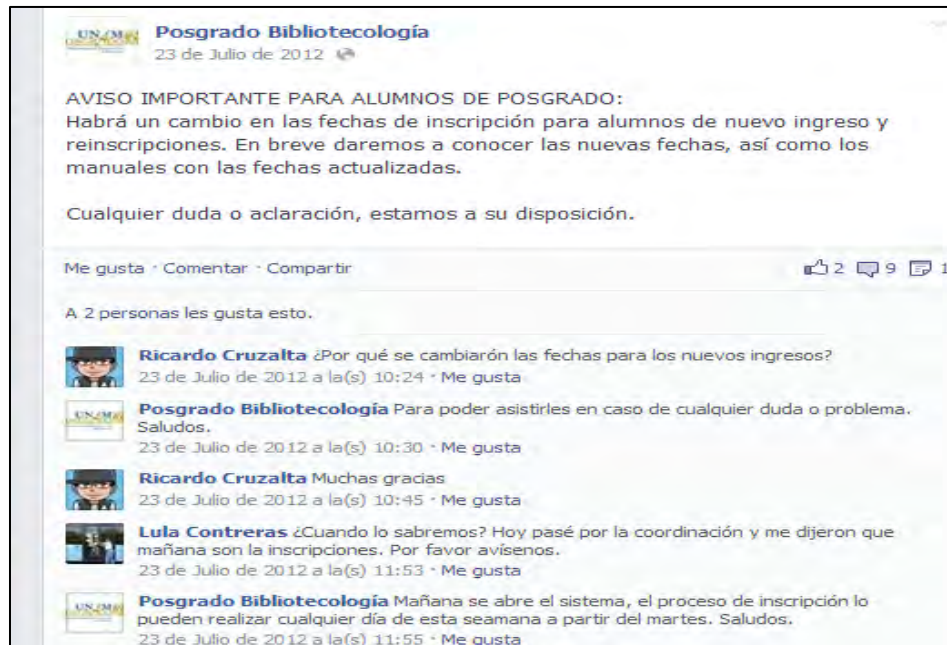 UNAM
Posgrado Bibliotecología
23 de Julio de 2012
AVISO IMPORTANTE PARA ALUMNOS DE POSGRADO:
Habrá un cambio en las fechas de inscripción para alumnos de nuevo ingreso y
reinscripciones. En breve daremos a conocer las nuevas fechas, así como los
manuales con las fechas actualizadas.
Cualquier duda o aclaración, estamos a su disposición.
Me gusta · Comentar · Compartir 2 9 1
A 2 personas les gusta esto.
Ricardo Cruzalta ¿Por qué se cambiarón las fechas para los nuevos ingresos?
23 de Julio de 2012 a la(s) 10:24 · Me gusta
UNAM
Posgrado Bibliotecología Para poder asistirles en caso de cualquier duda o problema.
Saludos.
23 de Julio de 2012 a la(s) 10:30 · Me gusta
Ricardo Cruzalta Muchas gracias
23 de Julio de 2012 a la(s) 10:45 · Me gusta
Lula Contreras ¿Cuando lo sabremos? Hoy pasé por la coordinación y me dijeron que
mañana son la inscripciones. Por favor avísenos.
23 de Julio de 2012 a la(s) 11:53 · Me gusta
UNAM
Posgrado Bibliotecología Mañana se abre el sistema, el proceso de inscripción lo
pueden realizar cualquier día de esta seamana a partir del martes. Saludos.
23 de Julio de 2012 a la(s) 11:55 · Me gusta